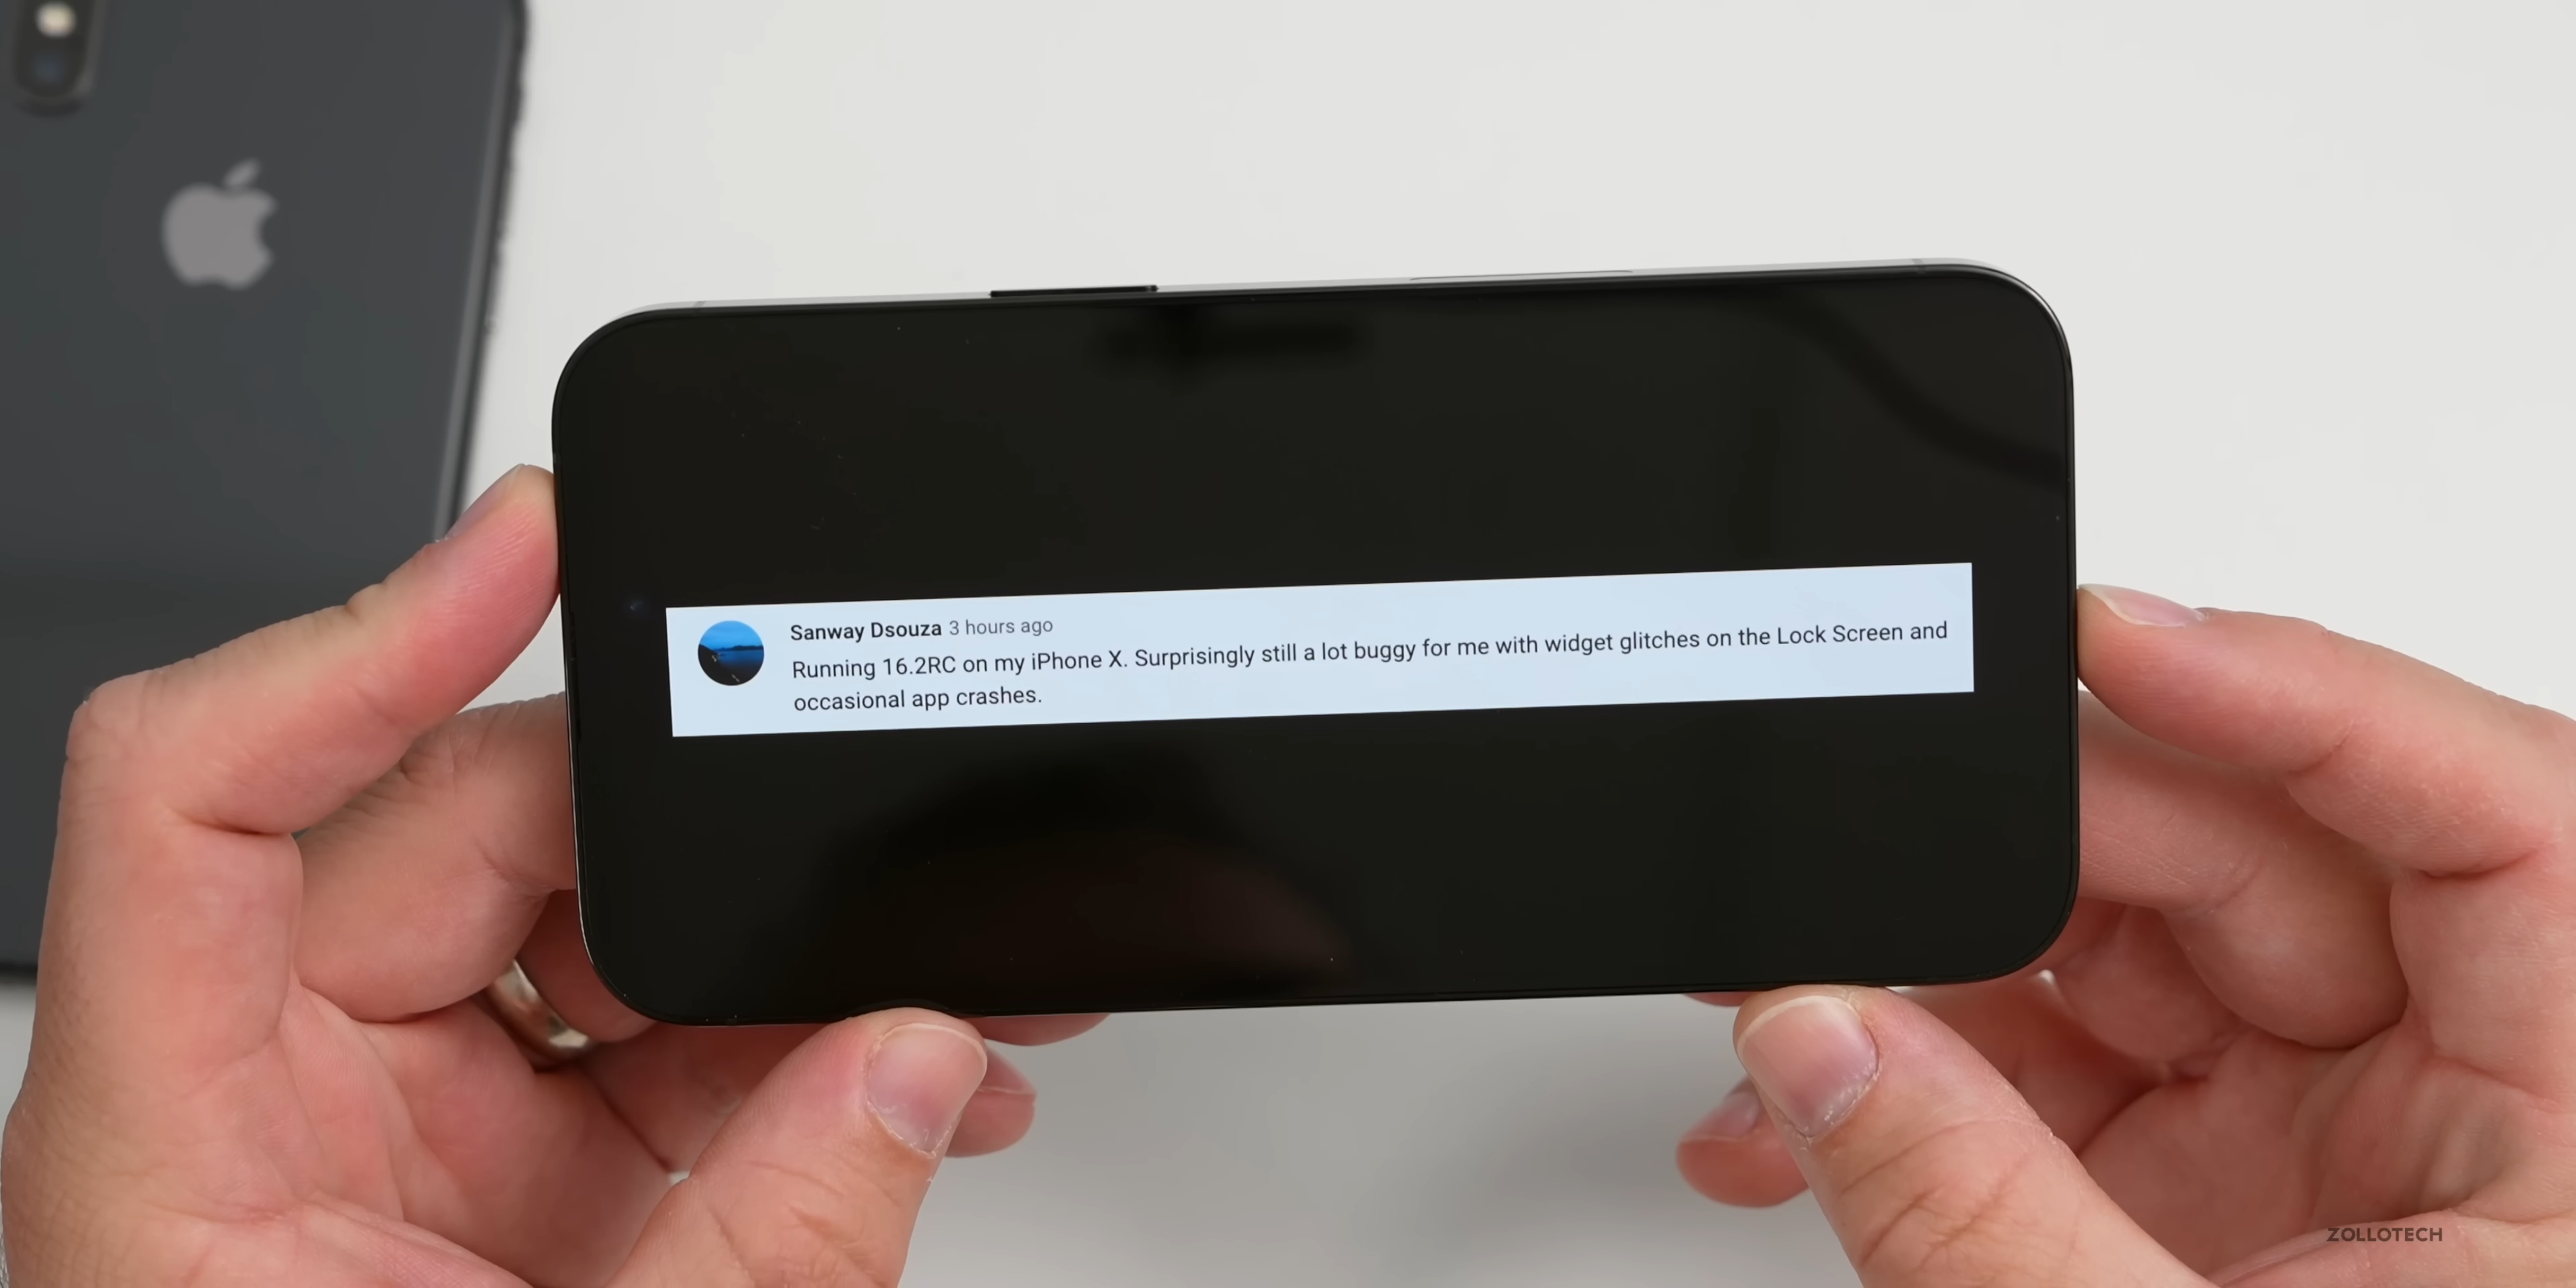 Sanway Dsouza 3 hours ago
Running 16.2RC on my iPhone X. Surprisingly still a lot buggy for me with widget glitches on the Lock Screen and
occasional app crashes.
ZOLLOTECH